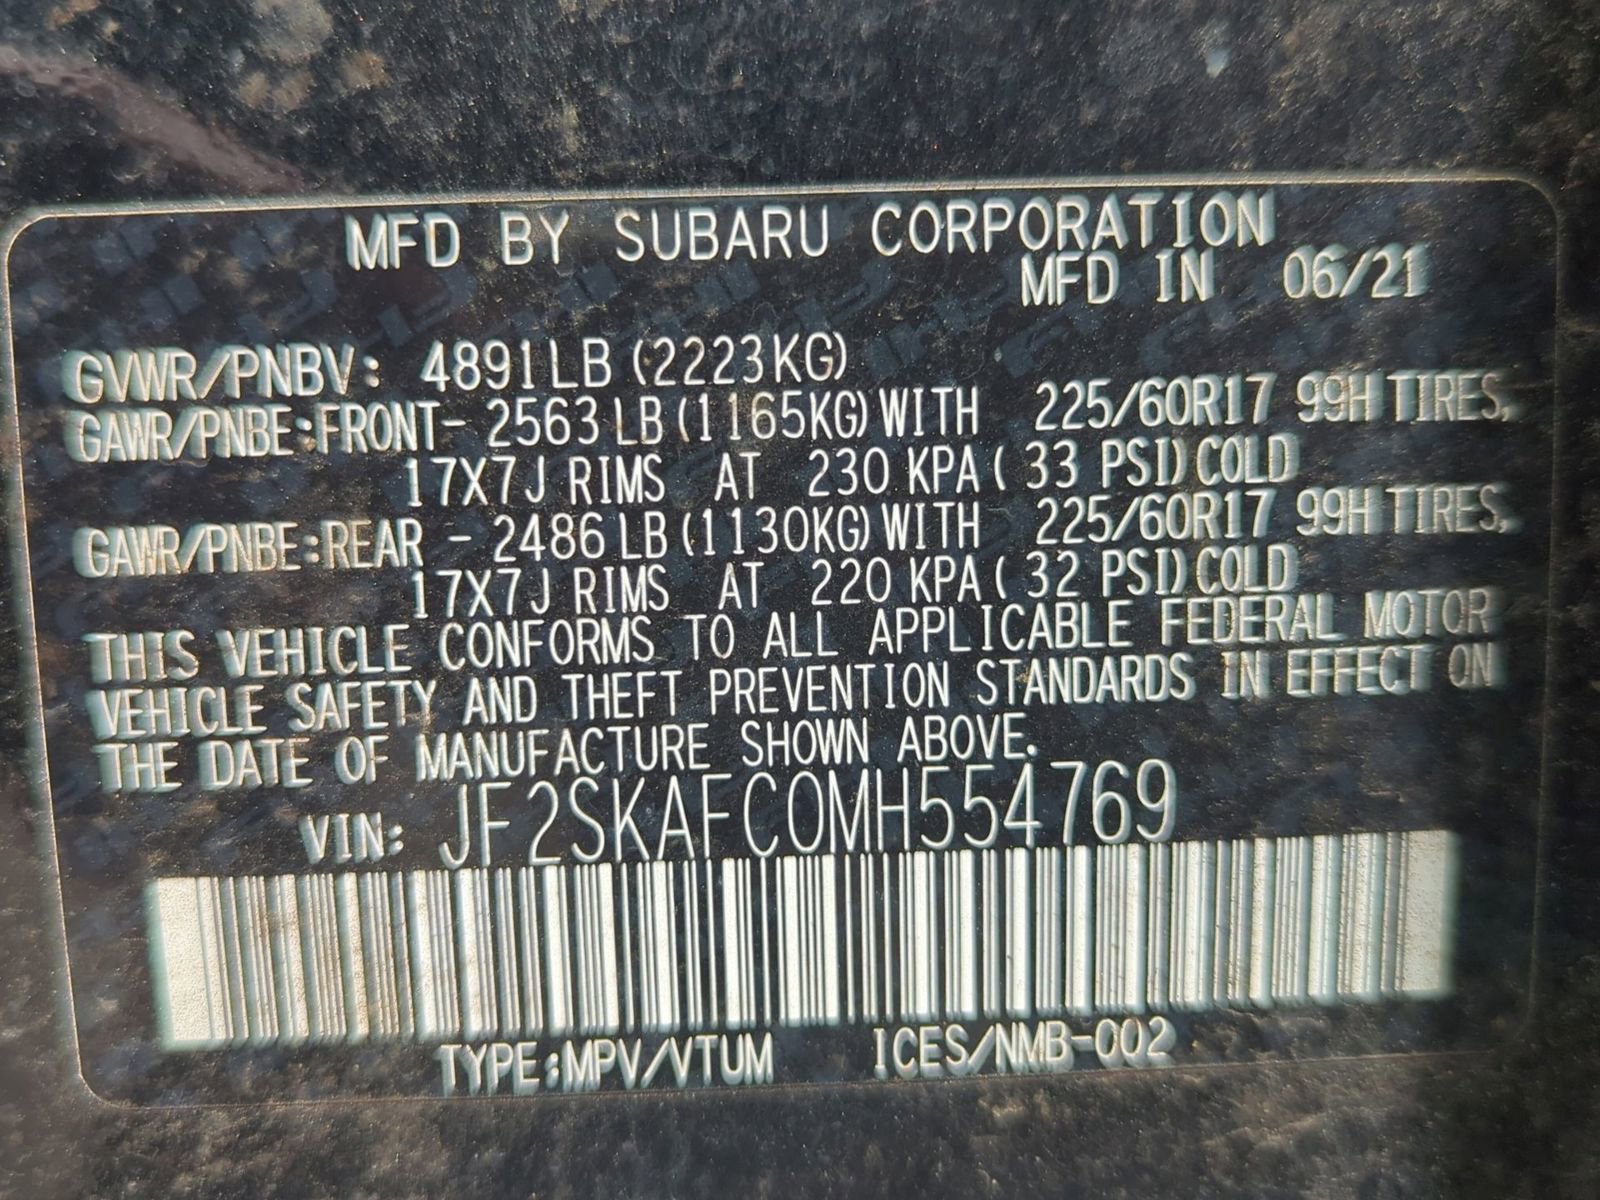 MFD BY SUBARU CORPORATION
MFD IN 06/21
GVWR/PNBV: 4891LB (2223KG)
GAWR/PNBE:FRONT- 2563 LB (1165KG) WITH 225/60R17 99H TIRES,
17X7J RIMS AT 230 KPA ( 33 PSI) COLD
GAWR/PNBE:REAR - 2486 LB (1130KG) WITH 225/60R17 99H TIRES,
17X7J RIMS AT 220 KPA ( 32 PSI) COLD
THIS VEHICLE CONFORMS TO ALL APPLICABLE FEDERAL MOTOR
VEHICLE SAFETY AND THEFT PREVENTION STANDARDS IN EFFECT ON
THE DATE OF MANUFACTURE SHOWN ABOVE.
VIN: JF2SKAFC0MH554769
TYPE:MPV/VTUM ICES/NMB-002